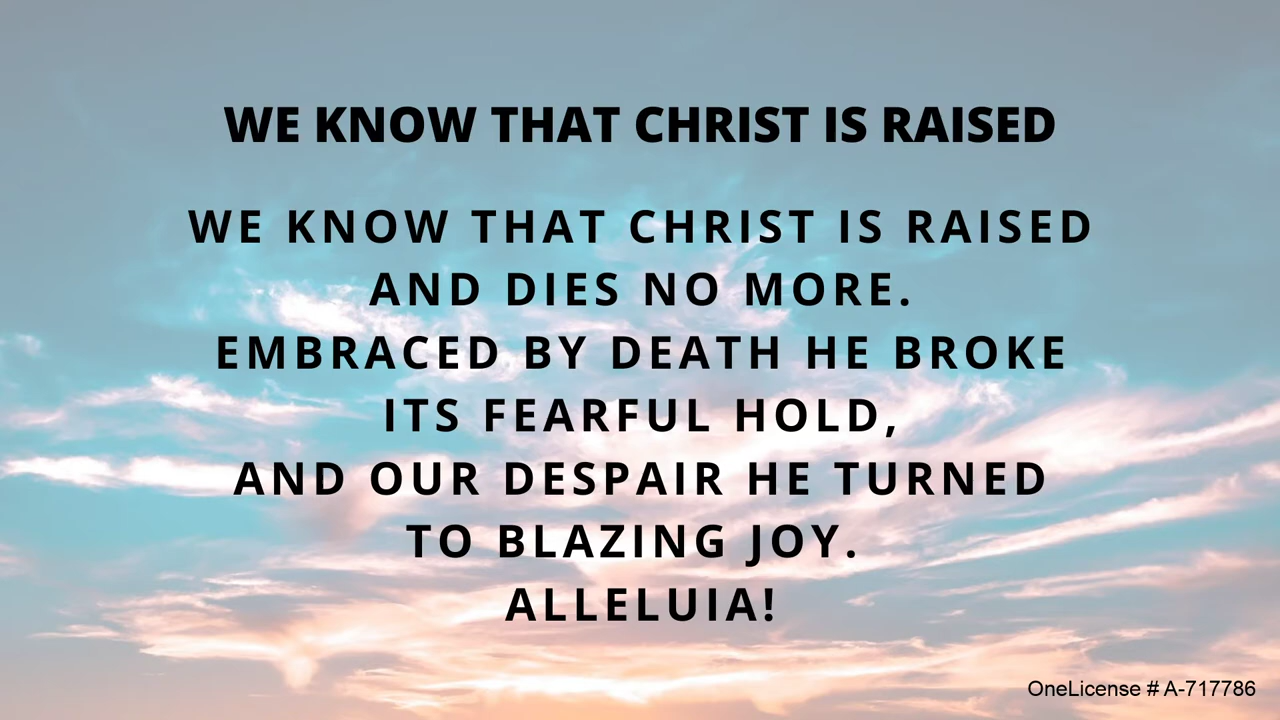 WE KNOW THAT CHRIST IS RAISED
WE KNOW THAT CHRIST IS RAISED
AND DIES NO MORE.
EMBRACED BY DEATH HE BROKE
ITS FEARFUL HOLD,
AND OUR DESPAIR HE TURNED
TO BLAZING JOY.
ALLELUIA!
OneLicense # A-717786